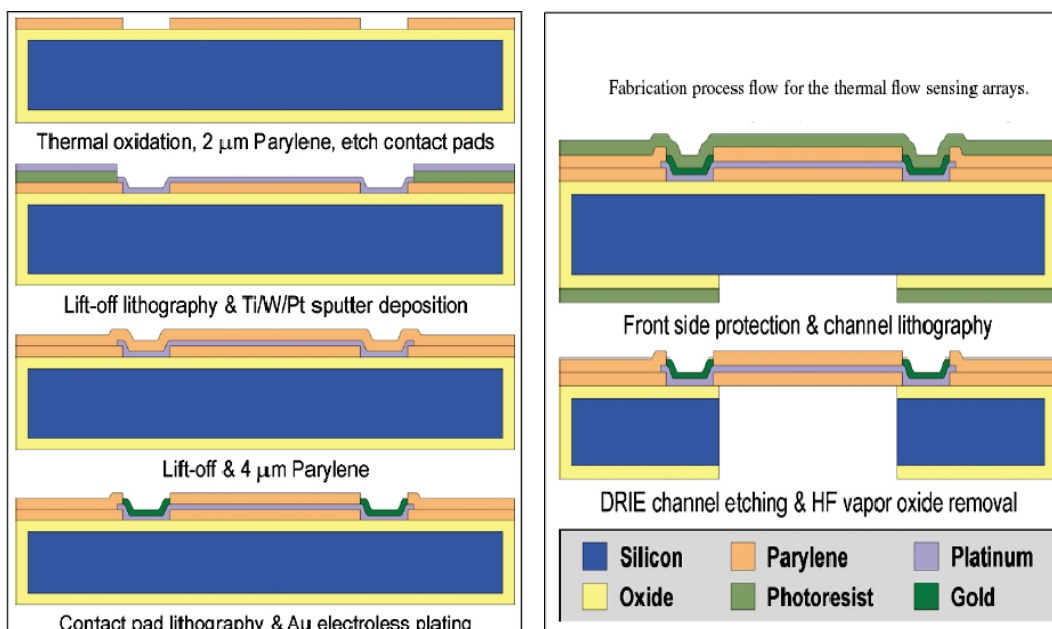 Thermal oxidation, 2 μm Parylene, etch contact pads
Lift-off lithography & Ti/W/Pt sputter deposition
Lift-off & 4 μm Parylene
Contact pad lithography & Au electroless plating
Fabrication process flow for the thermal flow sensing arrays.
Front side protection & channel lithography
DRIE channel etching & HF vapor oxide removal
Silicon Parylene Platinum
Oxide Photoresist Gold